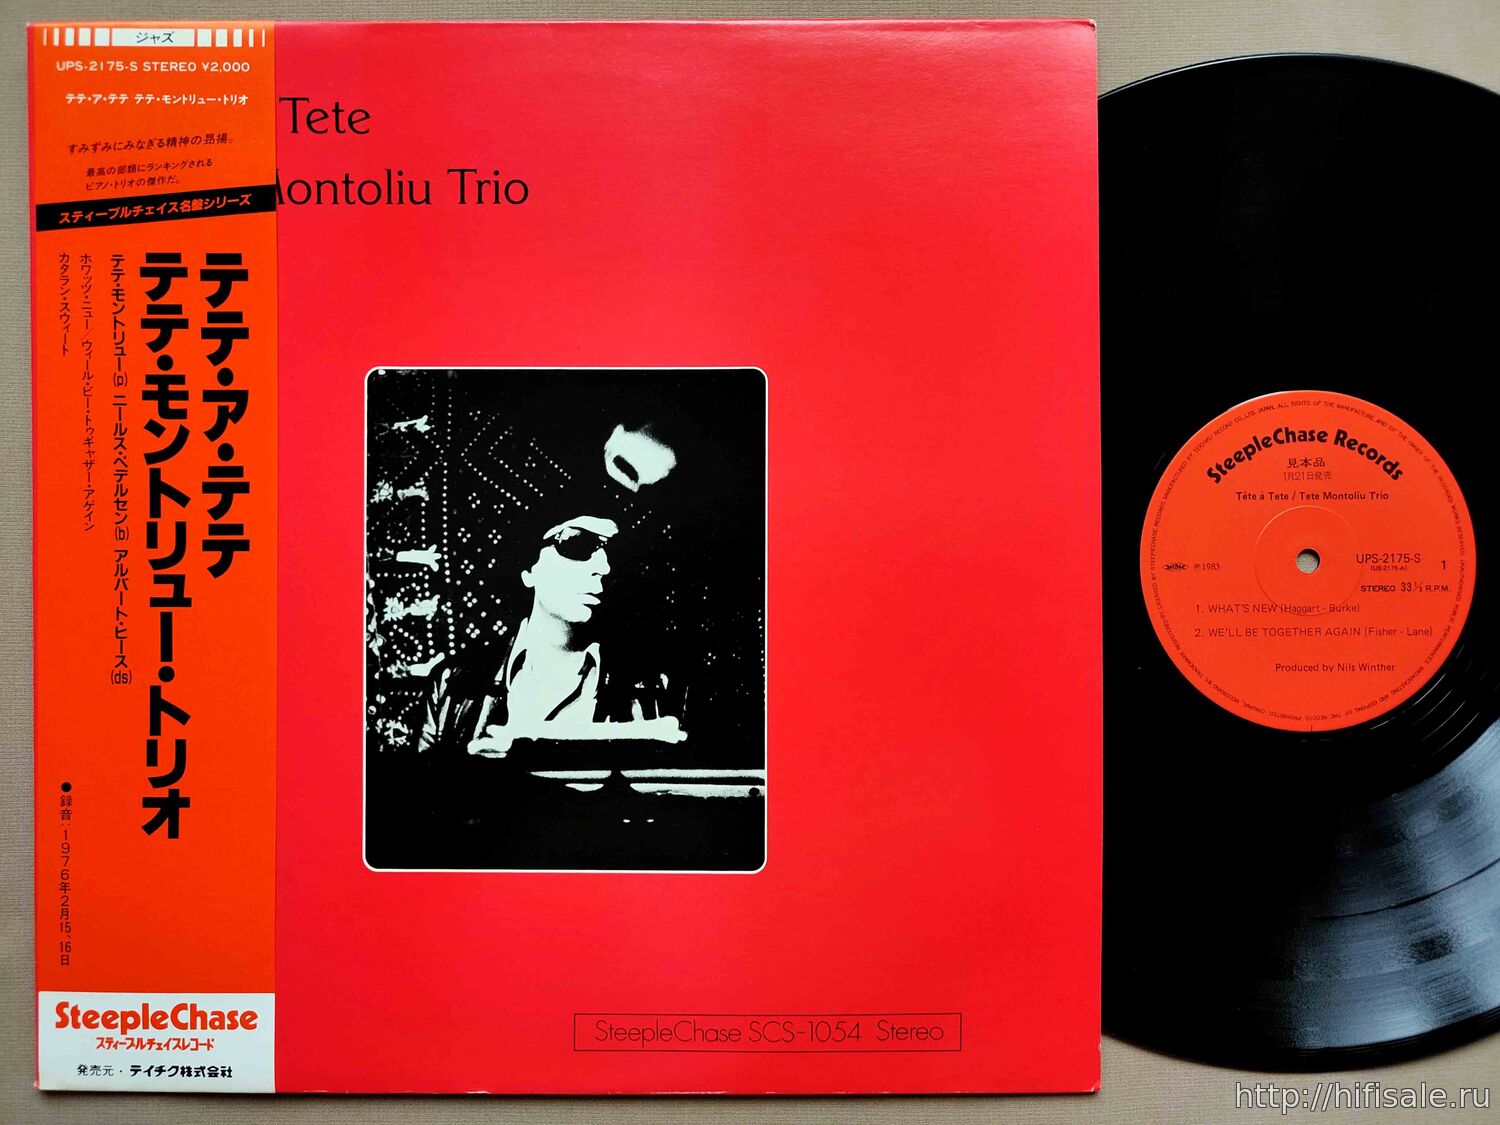 ジャズ
UPS-2175-S STEREO ¥2,000
テテ・ア・テテ テテ・モントリュー・トリオ
すみずみにみなぎる精神の昂揚。
最高の部類にランキングされる
ピアノ・トリオの傑作だ。
スティープルチェイス名盤シリーズ
テテ・ア・テテ
テテ・モントリュー・トリオ
テテ・モントリュー(p) ニールス・ペデルセン(b) アルバート・ヒース(ds)
ホワッツ・ニュー/ウィール・ビー・トゥギャザー・アゲイン
カタラン・スウィート
●録音:1976年2月15、16日
SteepleChase
スティープルチェイスレコード
発売元・テイチク株式会社
Tete
Montoliu Trio
SteepleChase SCS-1054 Stereo
SteepleChase Records
見本品
1月21日発売
Tête à Tete / Tete Montoliu Trio
℗1983
UPS-2175-S
(US-2175-A)
1
STEREO 33⅓ R.P.M.
1. WHAT'S NEW (Haggart - Burke)
2. WE'LL BE TOGETHER AGAIN (Fisher - Lane)
Produced by Nils Winther
http://hifisale.ru